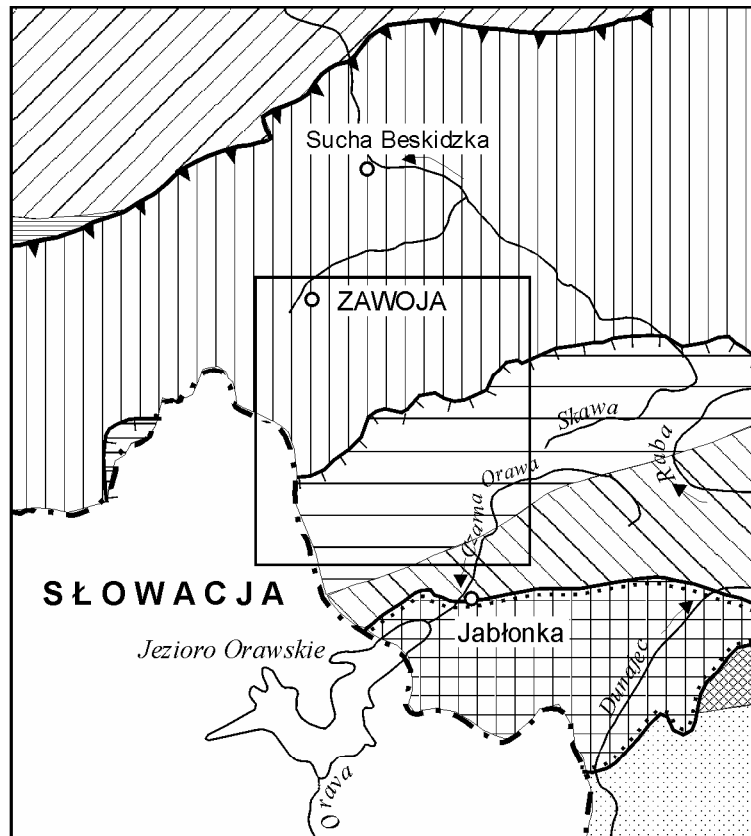 Sucha Beskidzka
ZAWOJA
Skawa
Raba
Czarna Orawa
SŁOWACJA
Jabłonka
Jezioro Orawskie
Dunajec
Orava